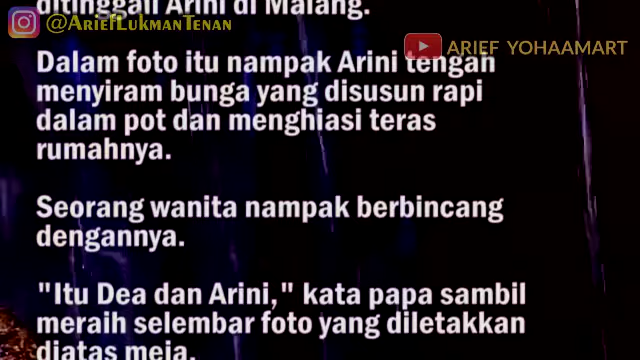 ditinggali Arini di Malang.
@AriefLukmanTenan
ARIEF YOHAAMART
Dalam foto itu nampak Arini tengah
menyiram bunga yang disusun rapi
dalam pot dan menghiasi teras
rumahnya.
Seorang wanita nampak berbincang
dengannya.
"Itu Dea dan Arini," kata papa sambil
meraih selembar foto yang diletakkan
diatas meja.